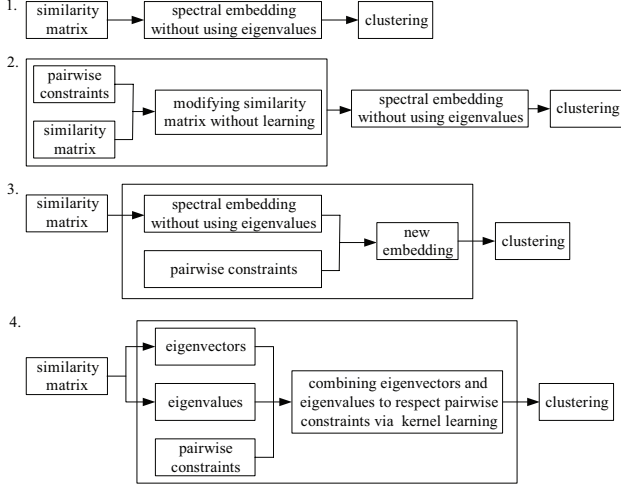 1.
similarity
matrix
spectral embedding
without using eigenvalues
clustering
2.
pairwise
constraints
similarity
matrix
modifying similarity
matrix without learning
spectral embedding
without using eigenvalues
clustering
3.
similarity
matrix
spectral embedding
without using eigenvalues
pairwise constraints
new
embedding
clustering
4.
similarity
matrix
eigenvectors
eigenvalues
pairwise
constraints
combining eigenvectors and
eigenvalues to respect pairwise
constraints via kernel learning
clustering